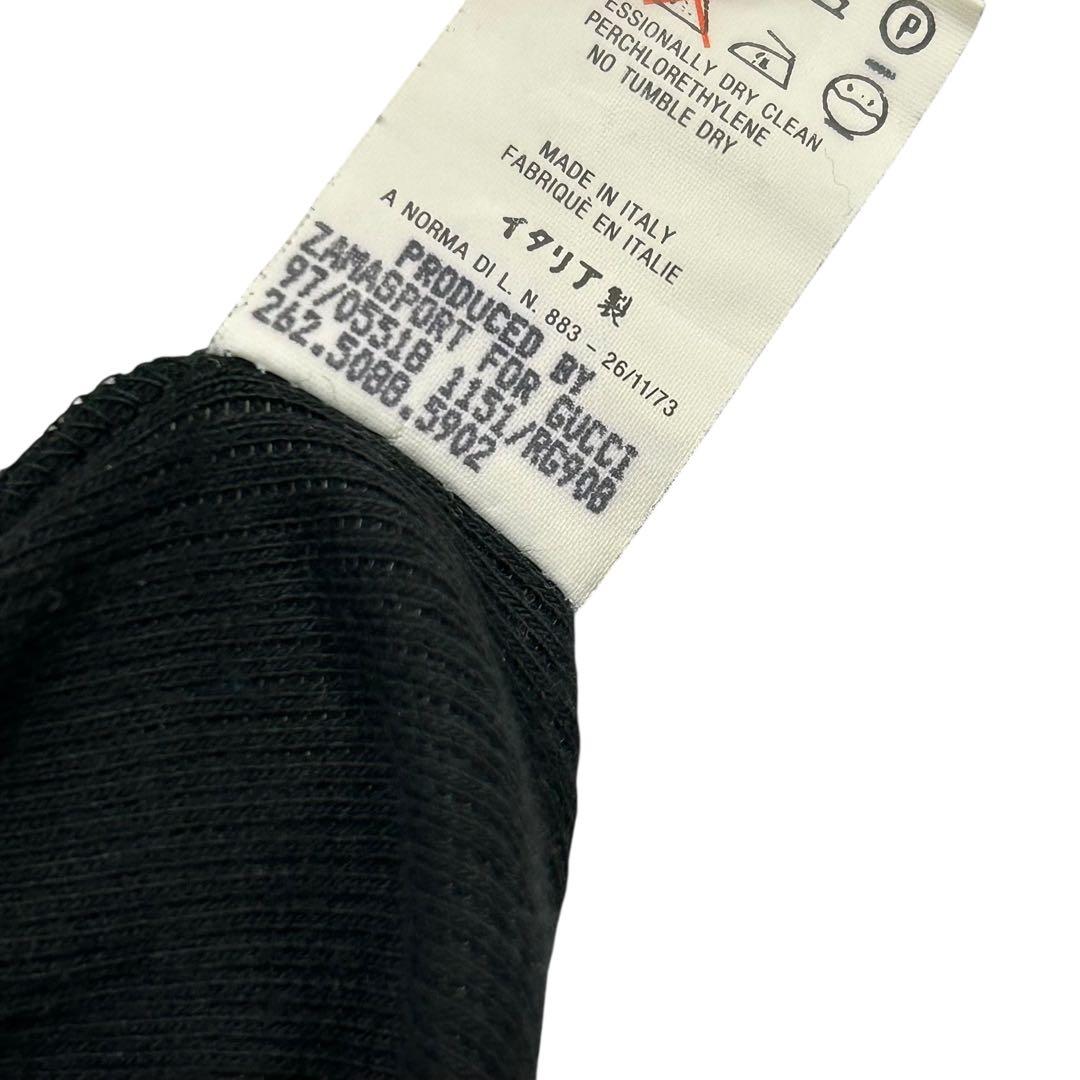 P
ESSIONALLY DRY CLEAN
PERCHLORETHYLENE
NO TUMBLE DRY
MADE IN ITALY
FABRIQUÈ EN ITALIE
イタリア製
A NORMA DI L. N. 883 - 26/11/73
PRODUCED BY
ZAMASPORT FOR GUCCI
97/05318 1151/RG908
262.5088.5902